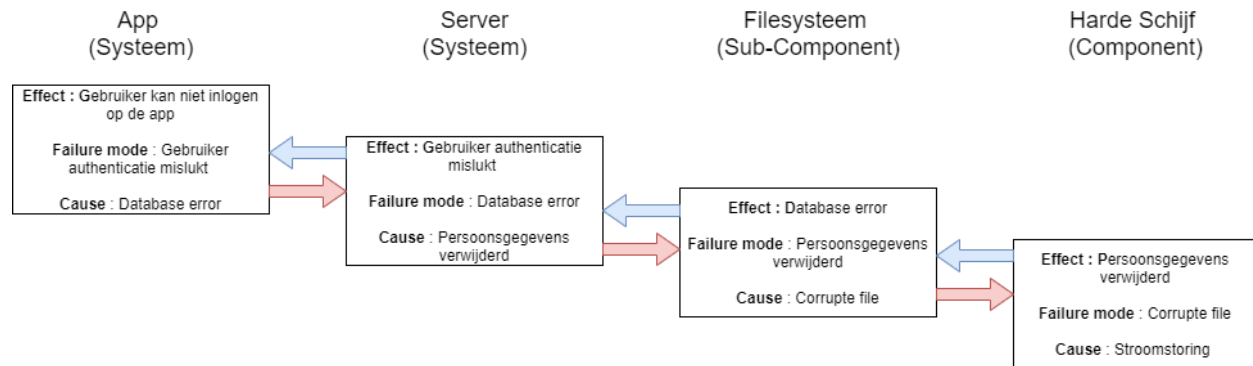 App
(Systeem)
Server
(Systeem)
Filesysteem
(Sub-Component)
Harde Schijf
(Component)
Effect : Gebruiker kan niet inlogen
op de app
Failure mode : Gebruiker
authenticatie mislukt
Cause : Database error
Effect : Gebruiker authenticatie
mislukt
Failure mode : Database error
Cause : Persoonsgegevens
verwijderd
Effect : Database error
Failure mode : Persoonsgegevens
verwijderd
Cause : Corrupte file
Effect : Persoonsgegevens
verwijderd
Failure mode : Corrupte file
Cause : Stroomstoring